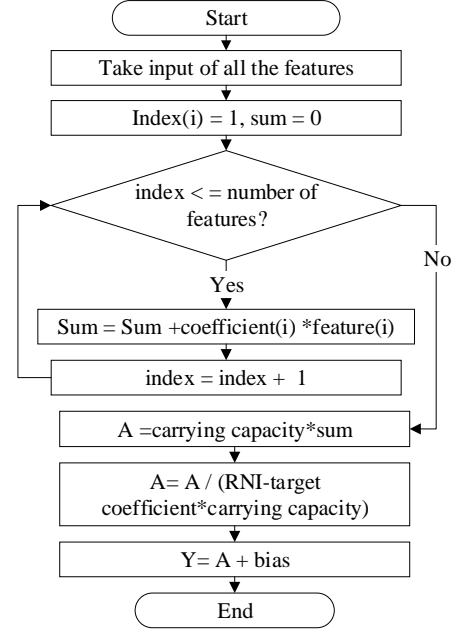 Start
Take input of all the features
Index(i) = 1, sum = 0
index < = number of
features?
No
Yes
Sum = Sum +coefficient(i) *feature(i)
index = index + 1
A =carrying capacity*sum
A= A / (RNI-target
coefficient*carrying capacity)
Y= A + bias
End